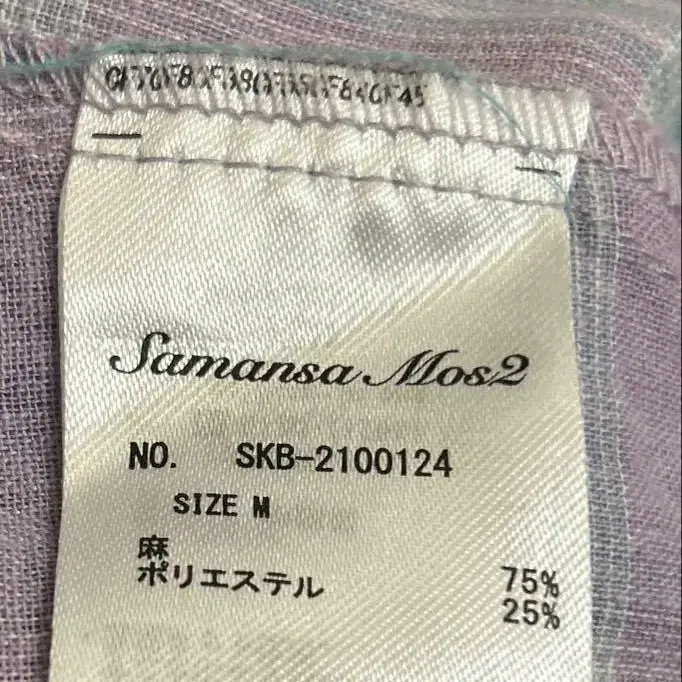 Samansa Mos2
NO. SKB-2100124
SIZE M
麻 75%
ポリエステル 25%